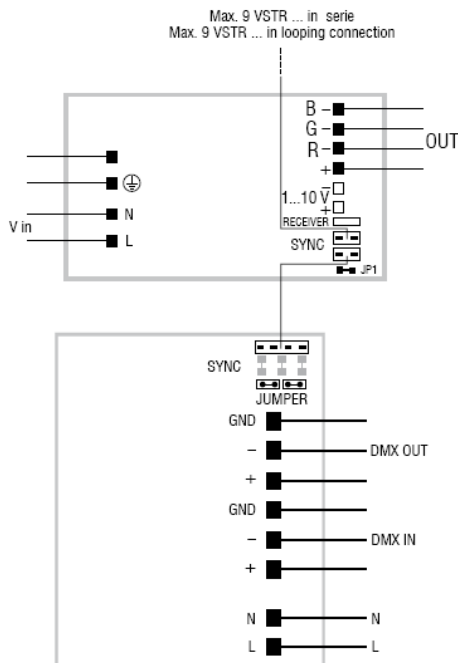 Max. 9 VSTR ... in serie
Max. 9 VSTR ... in looping connection
B -
G -
R -
+
OUT
-
1...10 V
+
RECEIVER
SYNC
JP1
N
V in
L
SYNC
JUMPER
GND
- DMX OUT
+
GND
- DMX IN
+
N N
L L